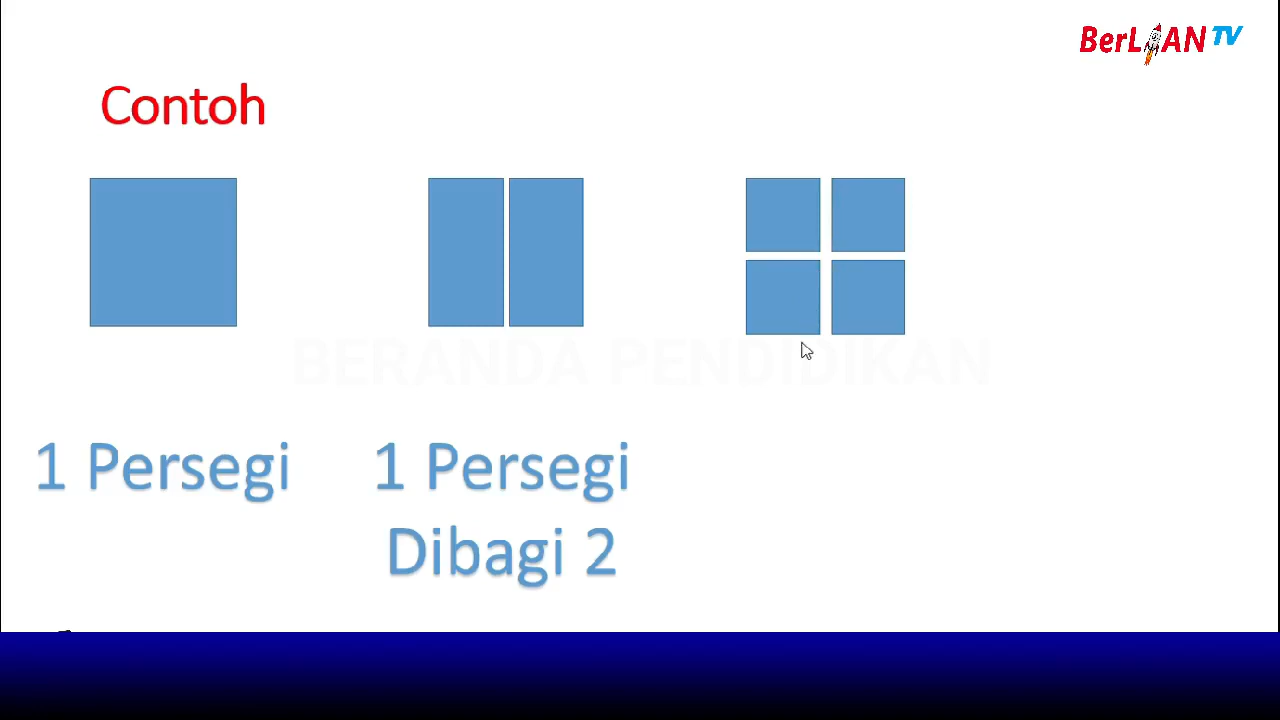 BerLIAN TV
Contoh
BERANDA PENDIDIKAN
1 Persegi
1 Persegi
Dibagi 2